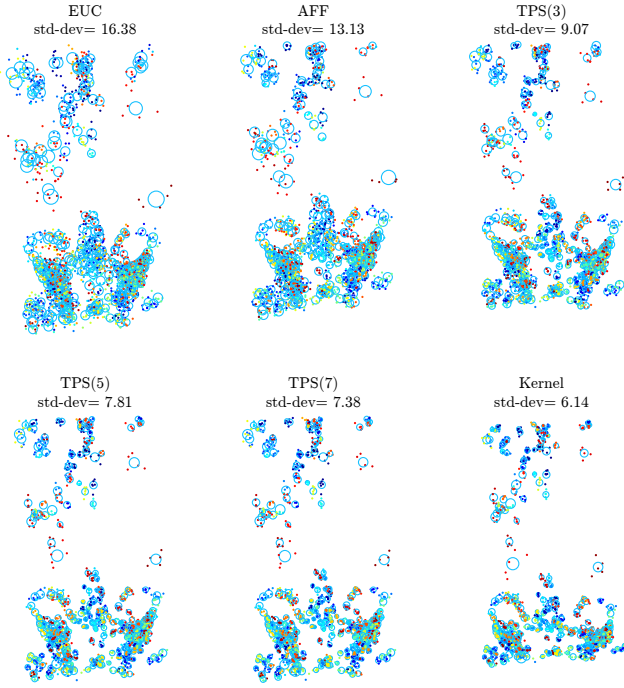 EUC
std-dev= 16.38
AFF
std-dev= 13.13
TPS(3)
std-dev= 9.07
TPS(5)
std-dev= 7.81
TPS(7)
std-dev= 7.38
Kernel
std-dev= 6.14